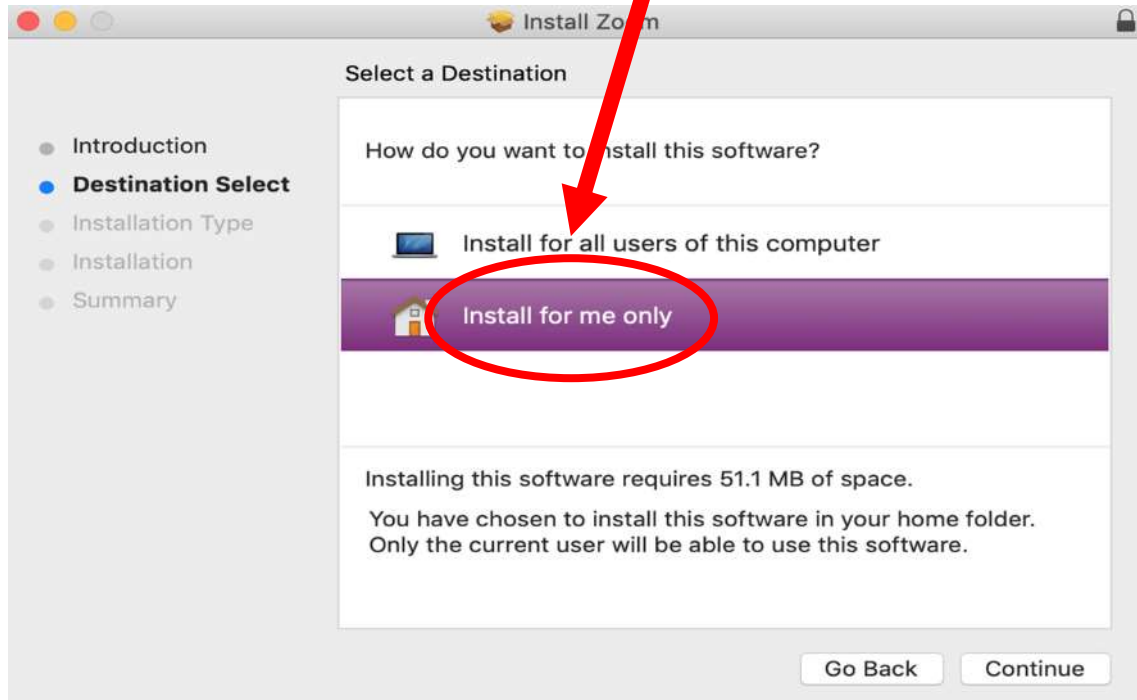 Install Zoom
Select a Destination
Introduction
Destination Select
Installation Type
Installation
Summary
How do you want to install this software?
Install for all users of this computer
Install for me only
Installing this software requires 51.1 MB of space.
You have chosen to install this software in your home folder.
Only the current user will be able to use this software.
Go Back
Continue